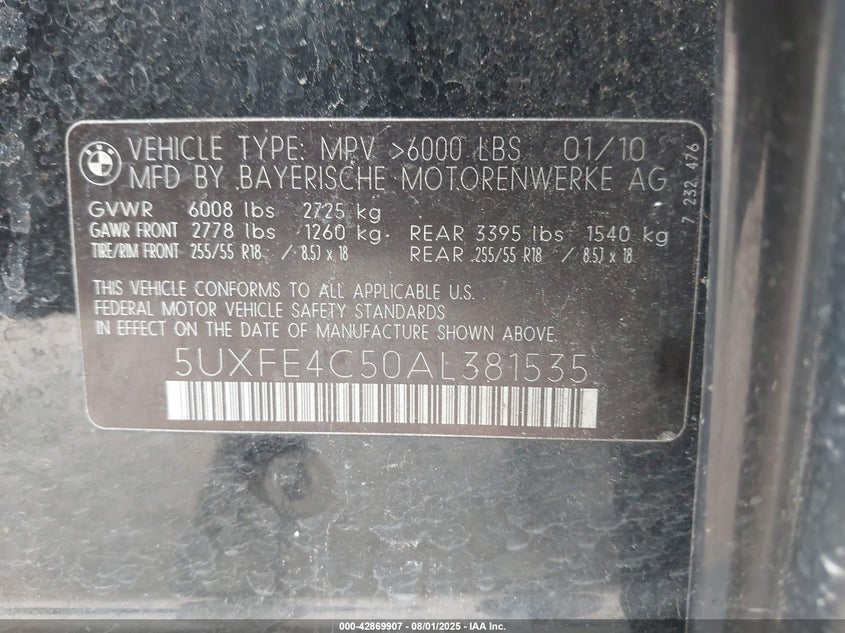 BMW
VEHICLE TYPE: MPV >6000 LBS 01/10
MFD BY BAYERISCHE MOTORENWERKE AG
GVWR 6008 lbs 2725 kg
GAWR FRONT 2778 lbs 1260 kg REAR 3395 lbs 1540 kg
TIRE/RIM FRONT 255/55 R18 / 8.5J x 18 REAR 255/55 R18 / 8.5J x 18
THIS VEHICLE CONFORMS TO ALL APPLICABLE U.S.
FEDERAL MOTOR VEHICLE SAFETY STANDARDS
IN EFFECT ON THE DATE OF MANUFACTURE SHOWN ABOVE.
5UXFE4C50AL381535
7 232 476
000-42869907 - 08/01/2025 - IAA Inc.